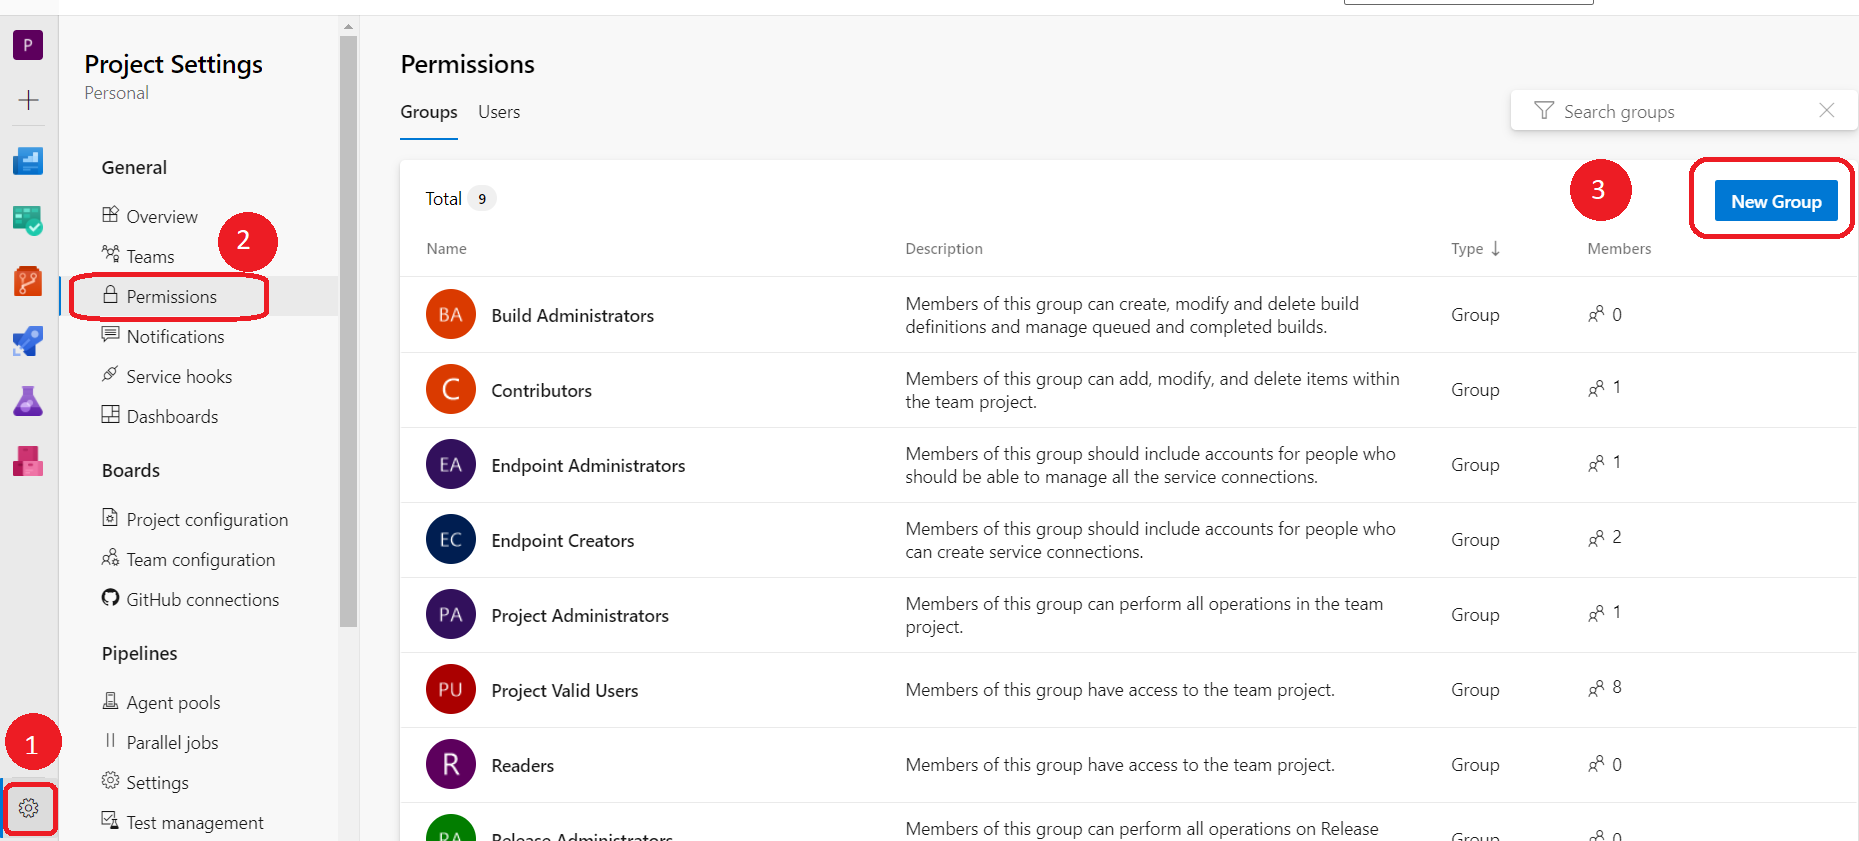 P
Project Settings
Personal
General
Overview
Teams
2
Permissions
Notifications
Service hooks
Dashboards
Boards
Project configuration
Team configuration
GitHub connections
Pipelines
Agent pools
Parallel jobs
1
Settings
Test management
Permissions
Groups Users
Search groups
Total 9
3
New Group
Name Description Type ↓ Members
BA Build Administrators
Members of this group can create, modify and delete build
definitions and manage queued and completed builds.
Group 0
C Contributors
Members of this group can add, modify, and delete items within
the team project.
Group 1
EA Endpoint Administrators
Members of this group should include accounts for people who
should be able to manage all the service connections.
Group 1
EC Endpoint Creators
Members of this group should include accounts for people who
can create service connections.
Group 2
PA Project Administrators
Members of this group can perform all operations in the team
project.
Group 1
PU Project Valid Users Members of this group have access to the team project. Group 8
R Readers Members of this group have access to the team project. Group 0
RA Release Administrators
Members of this group can perform all operations on Release
Group 0